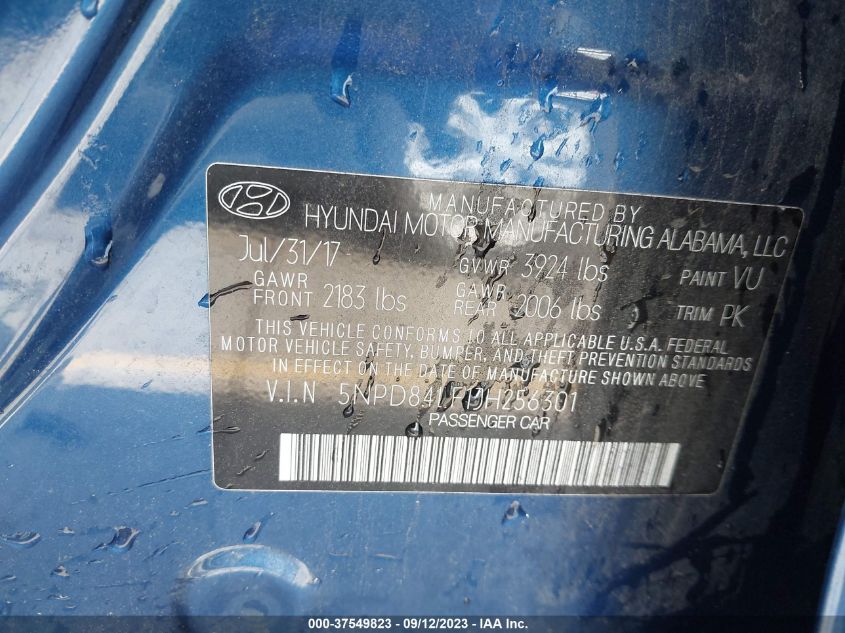 MANUFACTURED BY
HYUNDAI MOTOR MANUFACTURING ALABAMA, LLC
Jul/31/17 GVWR 3924 lbs PAINT VU
GAWR FRONT 2183 lbs GAWR REAR 2006 lbs TRIM PK
THIS VEHICLE CONFORMS TO ALL APPLICABLE U.S.A. FEDERAL
MOTOR VEHICLE SAFETY, BUMPER, AND THEFT PREVENTION STANDARDS
IN EFFECT ON THE DATE OF MANUFACTURE SHOWN ABOVE
V.I.N
PASSENGER CAR
000-37549823 - 09/12/2023 - IAA Inc.